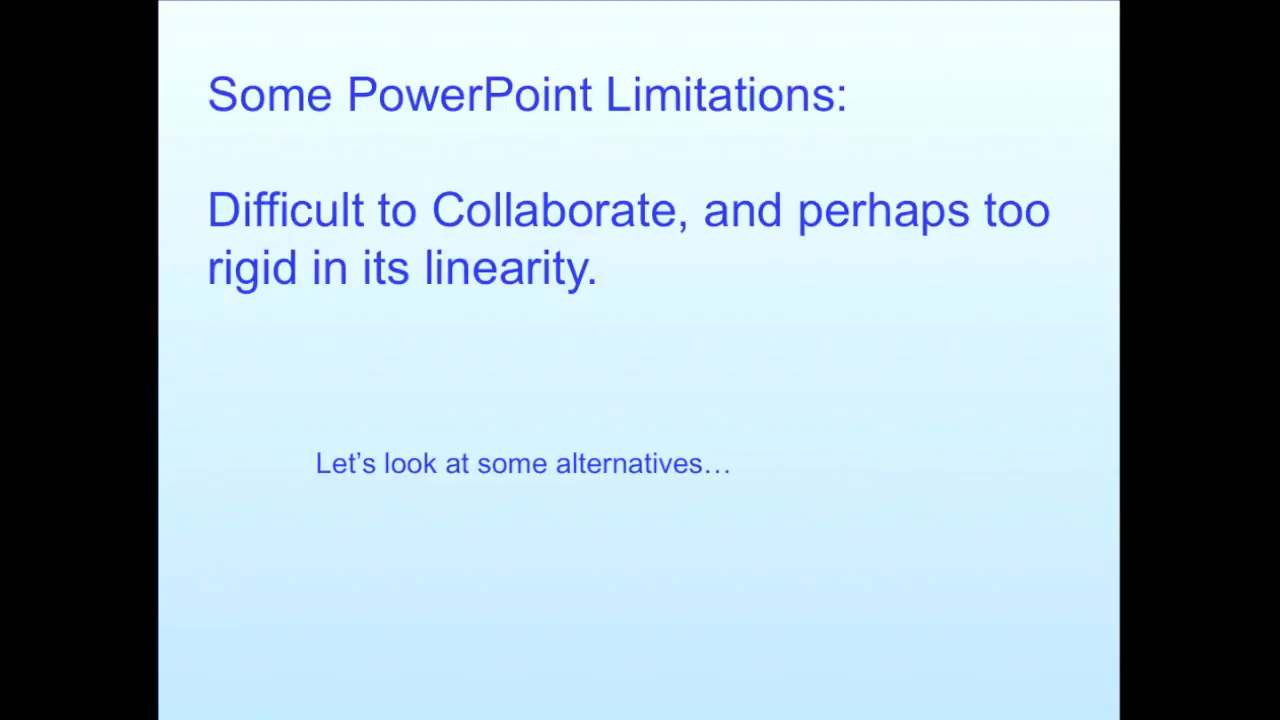 Some PowerPoint Limitations:
Difficult to Collaborate, and perhaps too
rigid in its linearity.
Let’s look at some alternatives…